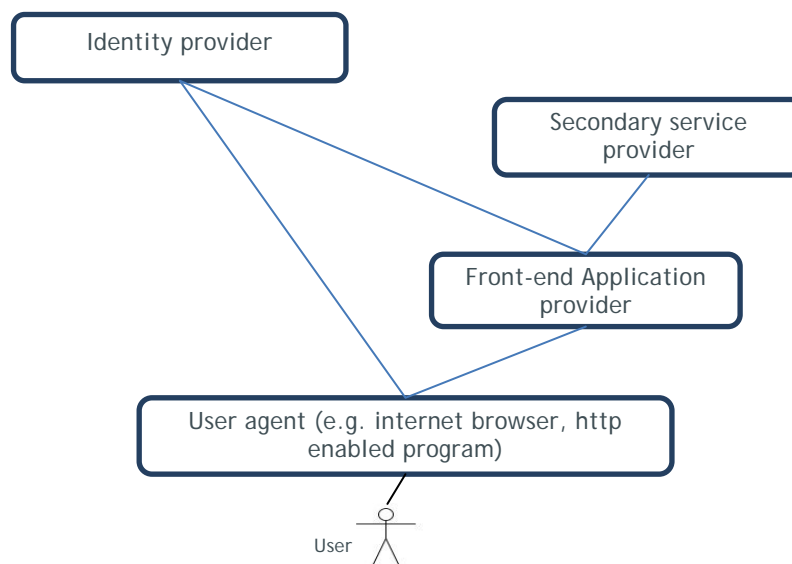 Identity provider
Secondary service
provider
Front-end Application
provider
User agent (e.g. internet browser, http
enabled program)
User